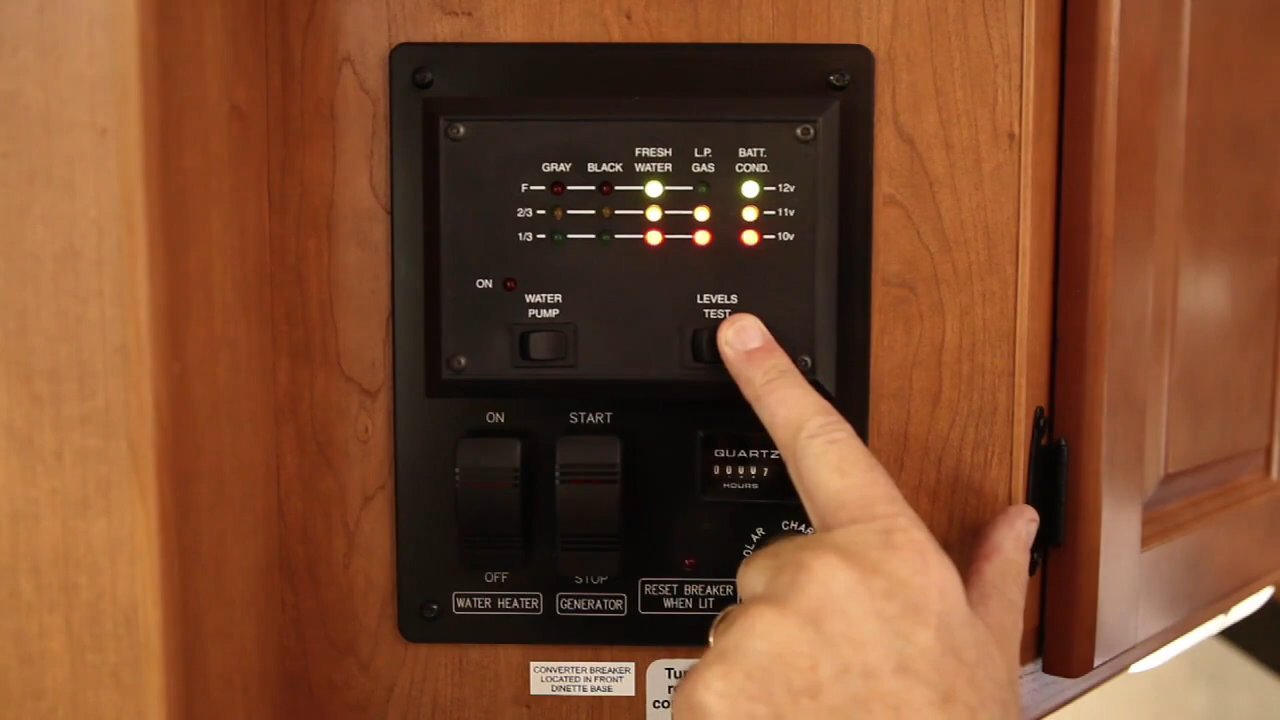 FRESH L.P. BATT.
GRAY BLACK WATER GAS COND.
F 12v
2/3 11v
1/3 10v
ON
WATER LEVELS
PUMP TEST
ON START
QUARTZ
HOURS
CHAR
OFF STOP
WATER HEATER GENERATOR RESET BREAKER
WHEN LIT
CONVERTER BREAKER
LOCATED IN FRONT
DINETTE BASE